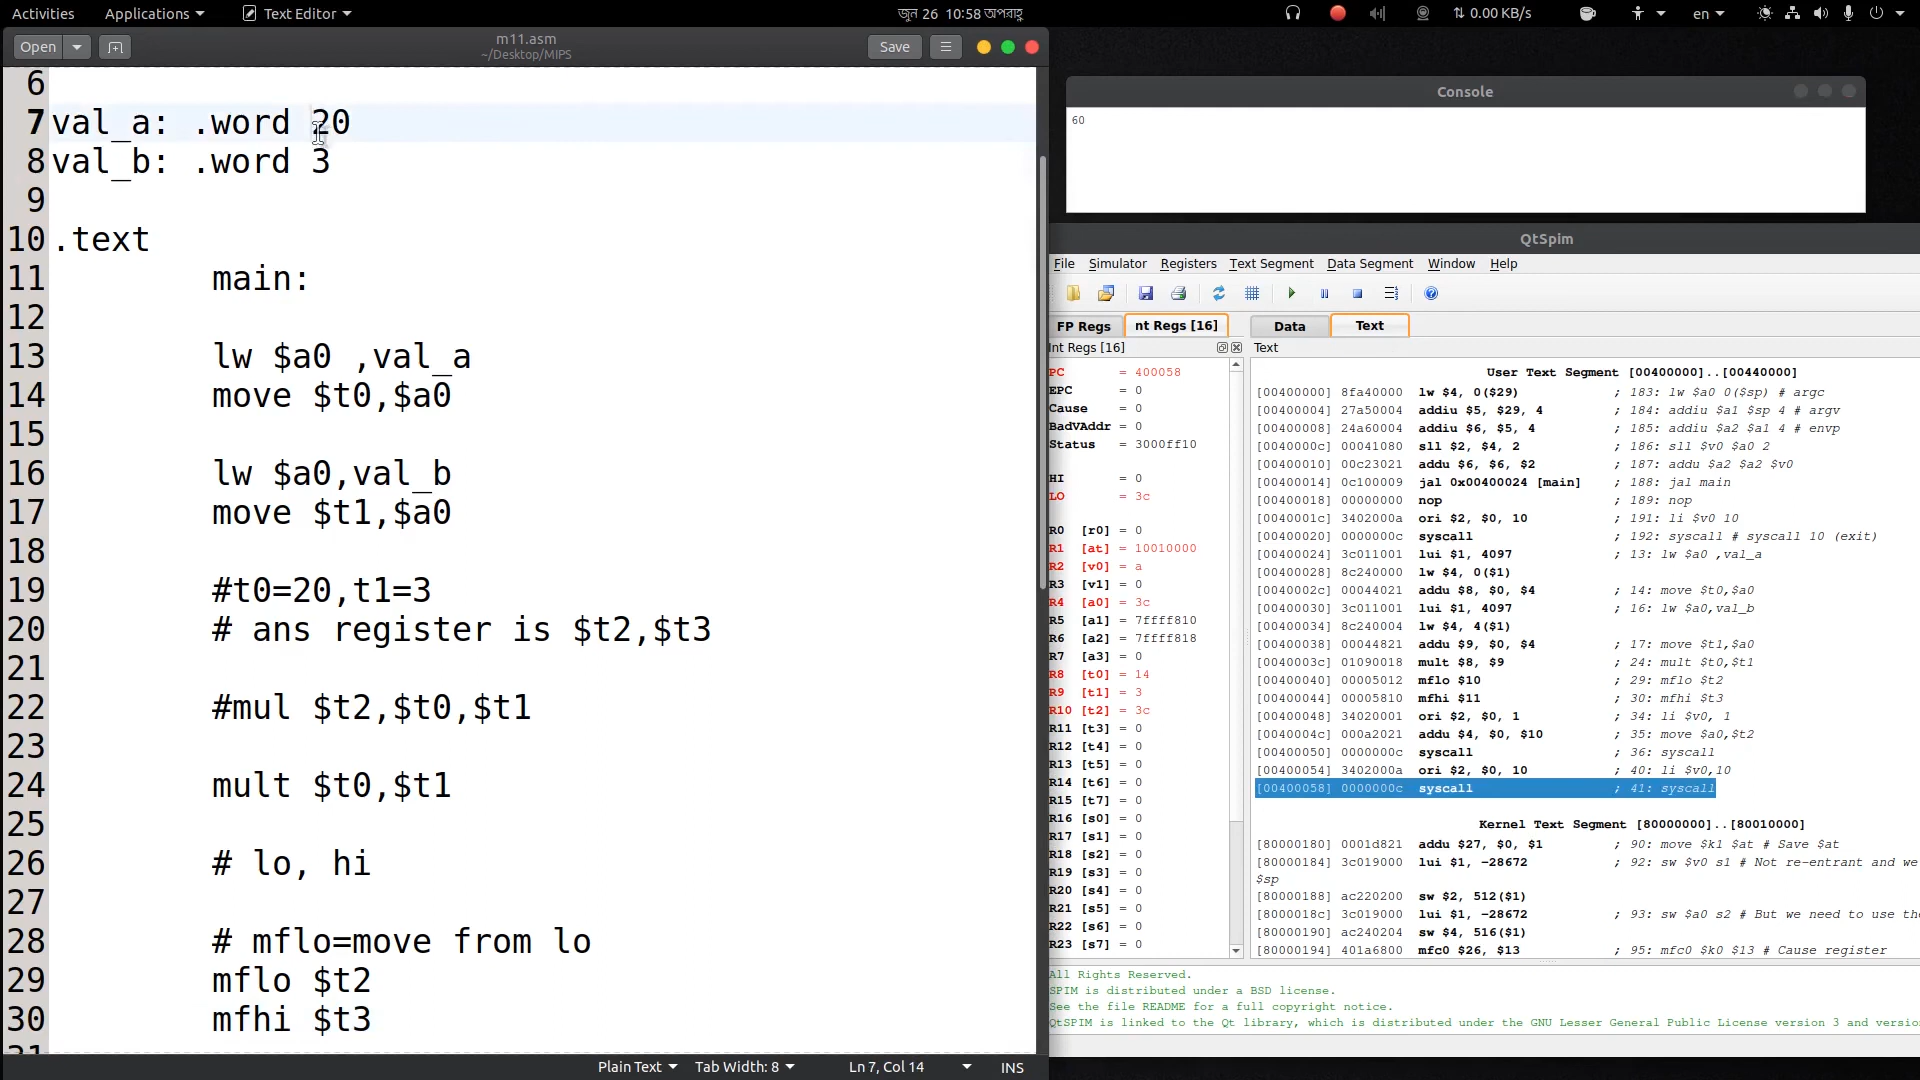 Activities Applications Text Editor জুন 26 10:58 অপরাহ্ণ 0.00 KB/s en
Open m11.asm Save
~/Desktop/MIPS
6
7 val_a: .word 20
8 val_b: .word 3
9
10 .text
11 main:
12
13 lw $a0 ,val_a
14 move $t0,$a0
15
16 lw $a0,val_b
17 move $t1,$a0
18
19 #t0=20,t1=3
20 # ans register is $t2,$t3
21
22 #mul $t2,$t0,$t1
23
24 mult $t0,$t1
25
26 # lo, hi
27
28 # mflo=move from lo
29 mflo $t2
30 mfhi $t3
Plain Text Tab Width: 8 Ln 7, Col 14 INS
Console
60
QtSpim
File Simulator Registers Text Segment Data Segment Window Help
FP Regs nt Regs [16] Data Text
Int Regs [16]
PC = 400058
EPC = 0
Cause = 0
BadVAddr = 0
Status = 3000ff10
HI = 0
LO = 3c
R0 [r0] = 0
R1 [at] = 10010000
R2 [v0] = a
R3 [v1] = 0
R4 [a0] = 3c
R5 [a1] = 7ffff810
R6 [a2] = 7ffff818
R7 [a3] = 0
R8 [t0] = 14
R9 [t1] = 3
R10 [t2] = 3c
R11 [t3] = 0
R12 [t4] = 0
R13 [t5] = 0
R14 [t6] = 0
R15 [t7] = 0
R16 [s0] = 0
R17 [s1] = 0
R18 [s2] = 0
R19 [s3] = 0
R20 [s4] = 0
R21 [s5] = 0
R22 [s6] = 0
R23 [s7] = 0
Text
User Text Segment [00400000]..[00440000]
[00400000] 8fa40000 lw $4, 0($29) ; 183: lw $a0 0($sp) # argc
[00400004] 27a50004 addiu $5, $29, 4 ; 184: addiu $a1 $sp 4 # argv
[00400008] 24a60004 addiu $6, $5, 4 ; 185: addiu $a2 $a1 4 # envp
[0040000c] 00041080 sll $2, $4, 2 ; 186: sll $v0 $a0 2
[00400010] 00c23021 addu $6, $6, $2 ; 187: addu $a2 $a2 $v0
[00400014] 0c100009 jal 0x00400024 [main] ; 188: jal main
[00400018] 00000000 nop ; 189: nop
[0040001c] 3402000a ori $2, $0, 10 ; 191: li $v0 10
[00400020] 0000000c syscall ; 192: syscall # syscall 10 (exit)
[00400024] 3c011001 lui $1, 4097 ; 13: lw $a0 ,val_a
[00400028] 8c240000 lw $4, 0($1)
[0040002c] 00044021 addu $8, $0, $4 ; 14: move $t0,$a0
[00400030] 3c011001 lui $1, 4097 ; 16: lw $a0,val_b
[00400034] 8c240004 lw $4, 4($1)
[00400038] 00044821 addu $9, $0, $4 ; 17: move $t1,$a0
[0040003c] 01090018 mult $8, $9 ; 24: mult $t0,$t1
[00400040] 00005012 mflo $10 ; 29: mflo $t2
[00400044] 00005810 mfhi $11 ; 30: mfhi $t3
[00400048] 34020001 ori $2, $0, 1 ; 34: li $v0, 1
[0040004c] 000a2021 addu $4, $0, $10 ; 35: move $a0,$t2
[00400050] 0000000c syscall ; 36: syscall
[00400054] 3402000a ori $2, $0, 10 ; 40: li $v0,10
[00400058] 0000000c syscall ; 41: syscall
Kernel Text Segment [80000000]..[80010000]
[80000180] 0001d821 addu $27, $0, $1 ; 90: move $k1 $at # Save $at
[80000184] 3c019000 lui $1, -28672 ; 92: sw $v0 s1 # Not re-entrant and we
$sp
[80000188] ac220200 sw $2, 512($1)
[8000018c] 3c019000 lui $1, -28672 ; 93: sw $a0 s2 # But we need to use the
[80000190] ac240204 sw $4, 516($1)
[80000194] 401a6800 mfc0 $26, $13 ; 95: mfc0 $k0 $13 # Cause register
All Rights Reserved.
SPIM is distributed under a BSD license.
See the file README for a full copyright notice.
QtSPIM is linked to the Qt library, which is distributed under the GNU Lesser General Public License version 3 and versio